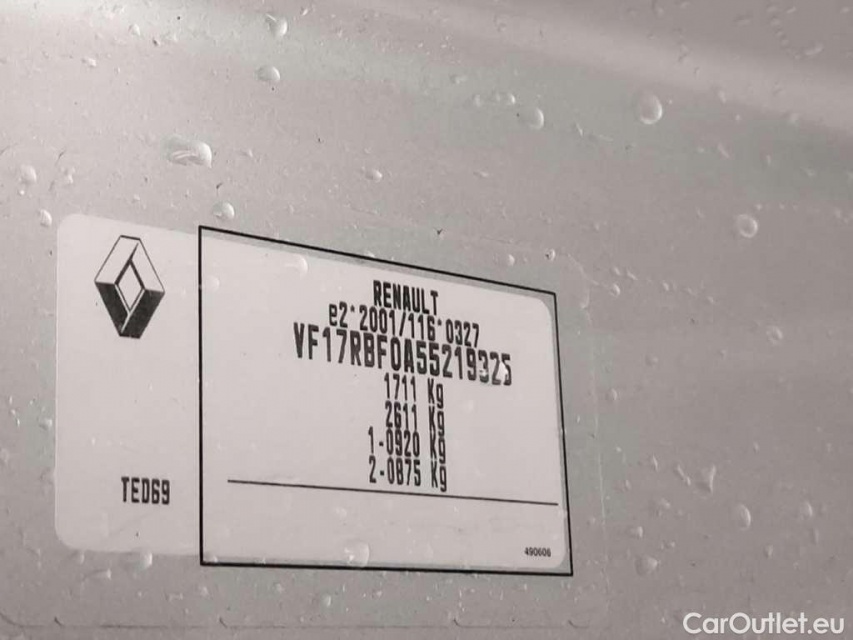 RENAULT
e2*2001/116*0327
VF17RBF0A55219325
1711 Kg
2611 Kg
1-0920 Kg
2-0875 Kg
TED69
490606
CarOutlet.eu